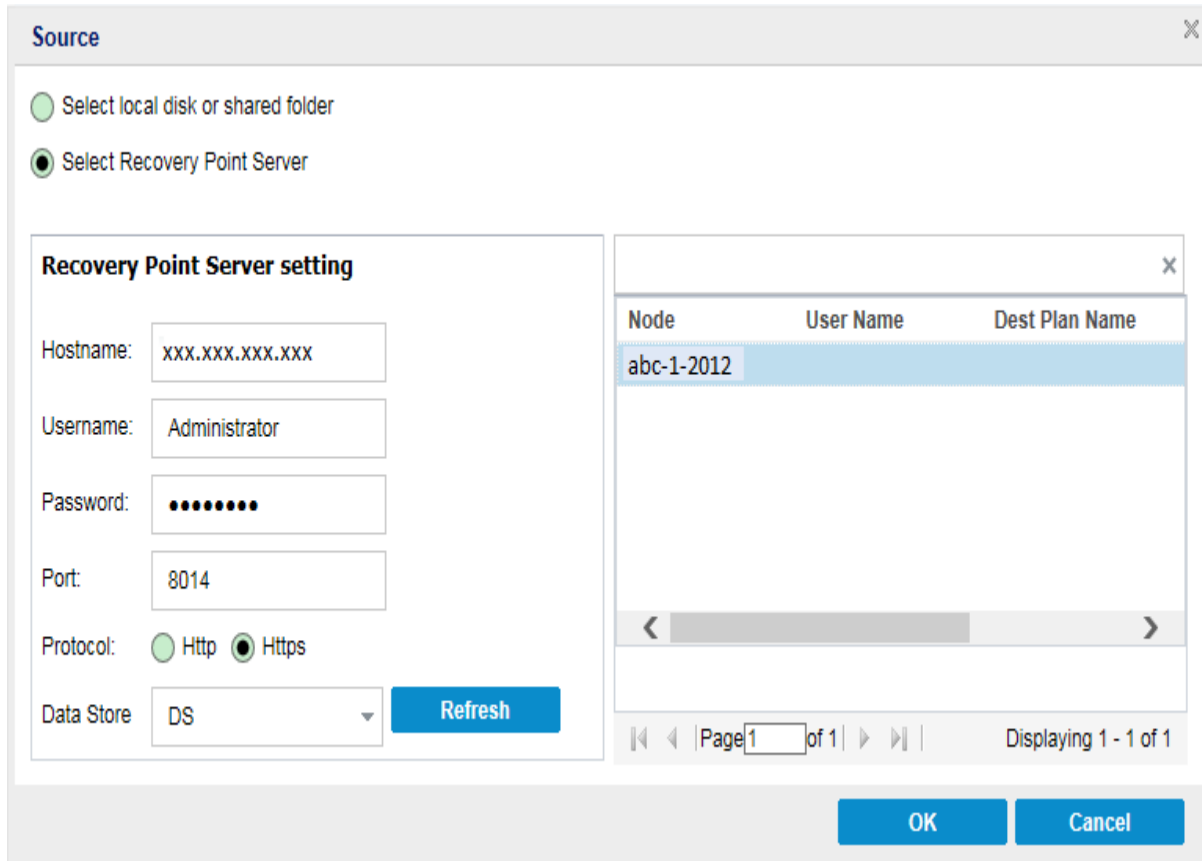 Source
Select local disk or shared folder
Select Recovery Point Server
Recovery Point Server setting
Hostname: xxx.xxx.xxx.xxx
Username: Administrator
Password: ••••••••
Port: 8014
Protocol: Http Https
Data Store DS Refresh
Node User Name Dest Plan Name
abc-1-2012
Page 1 of 1 Displaying 1 - 1 of 1
OK Cancel